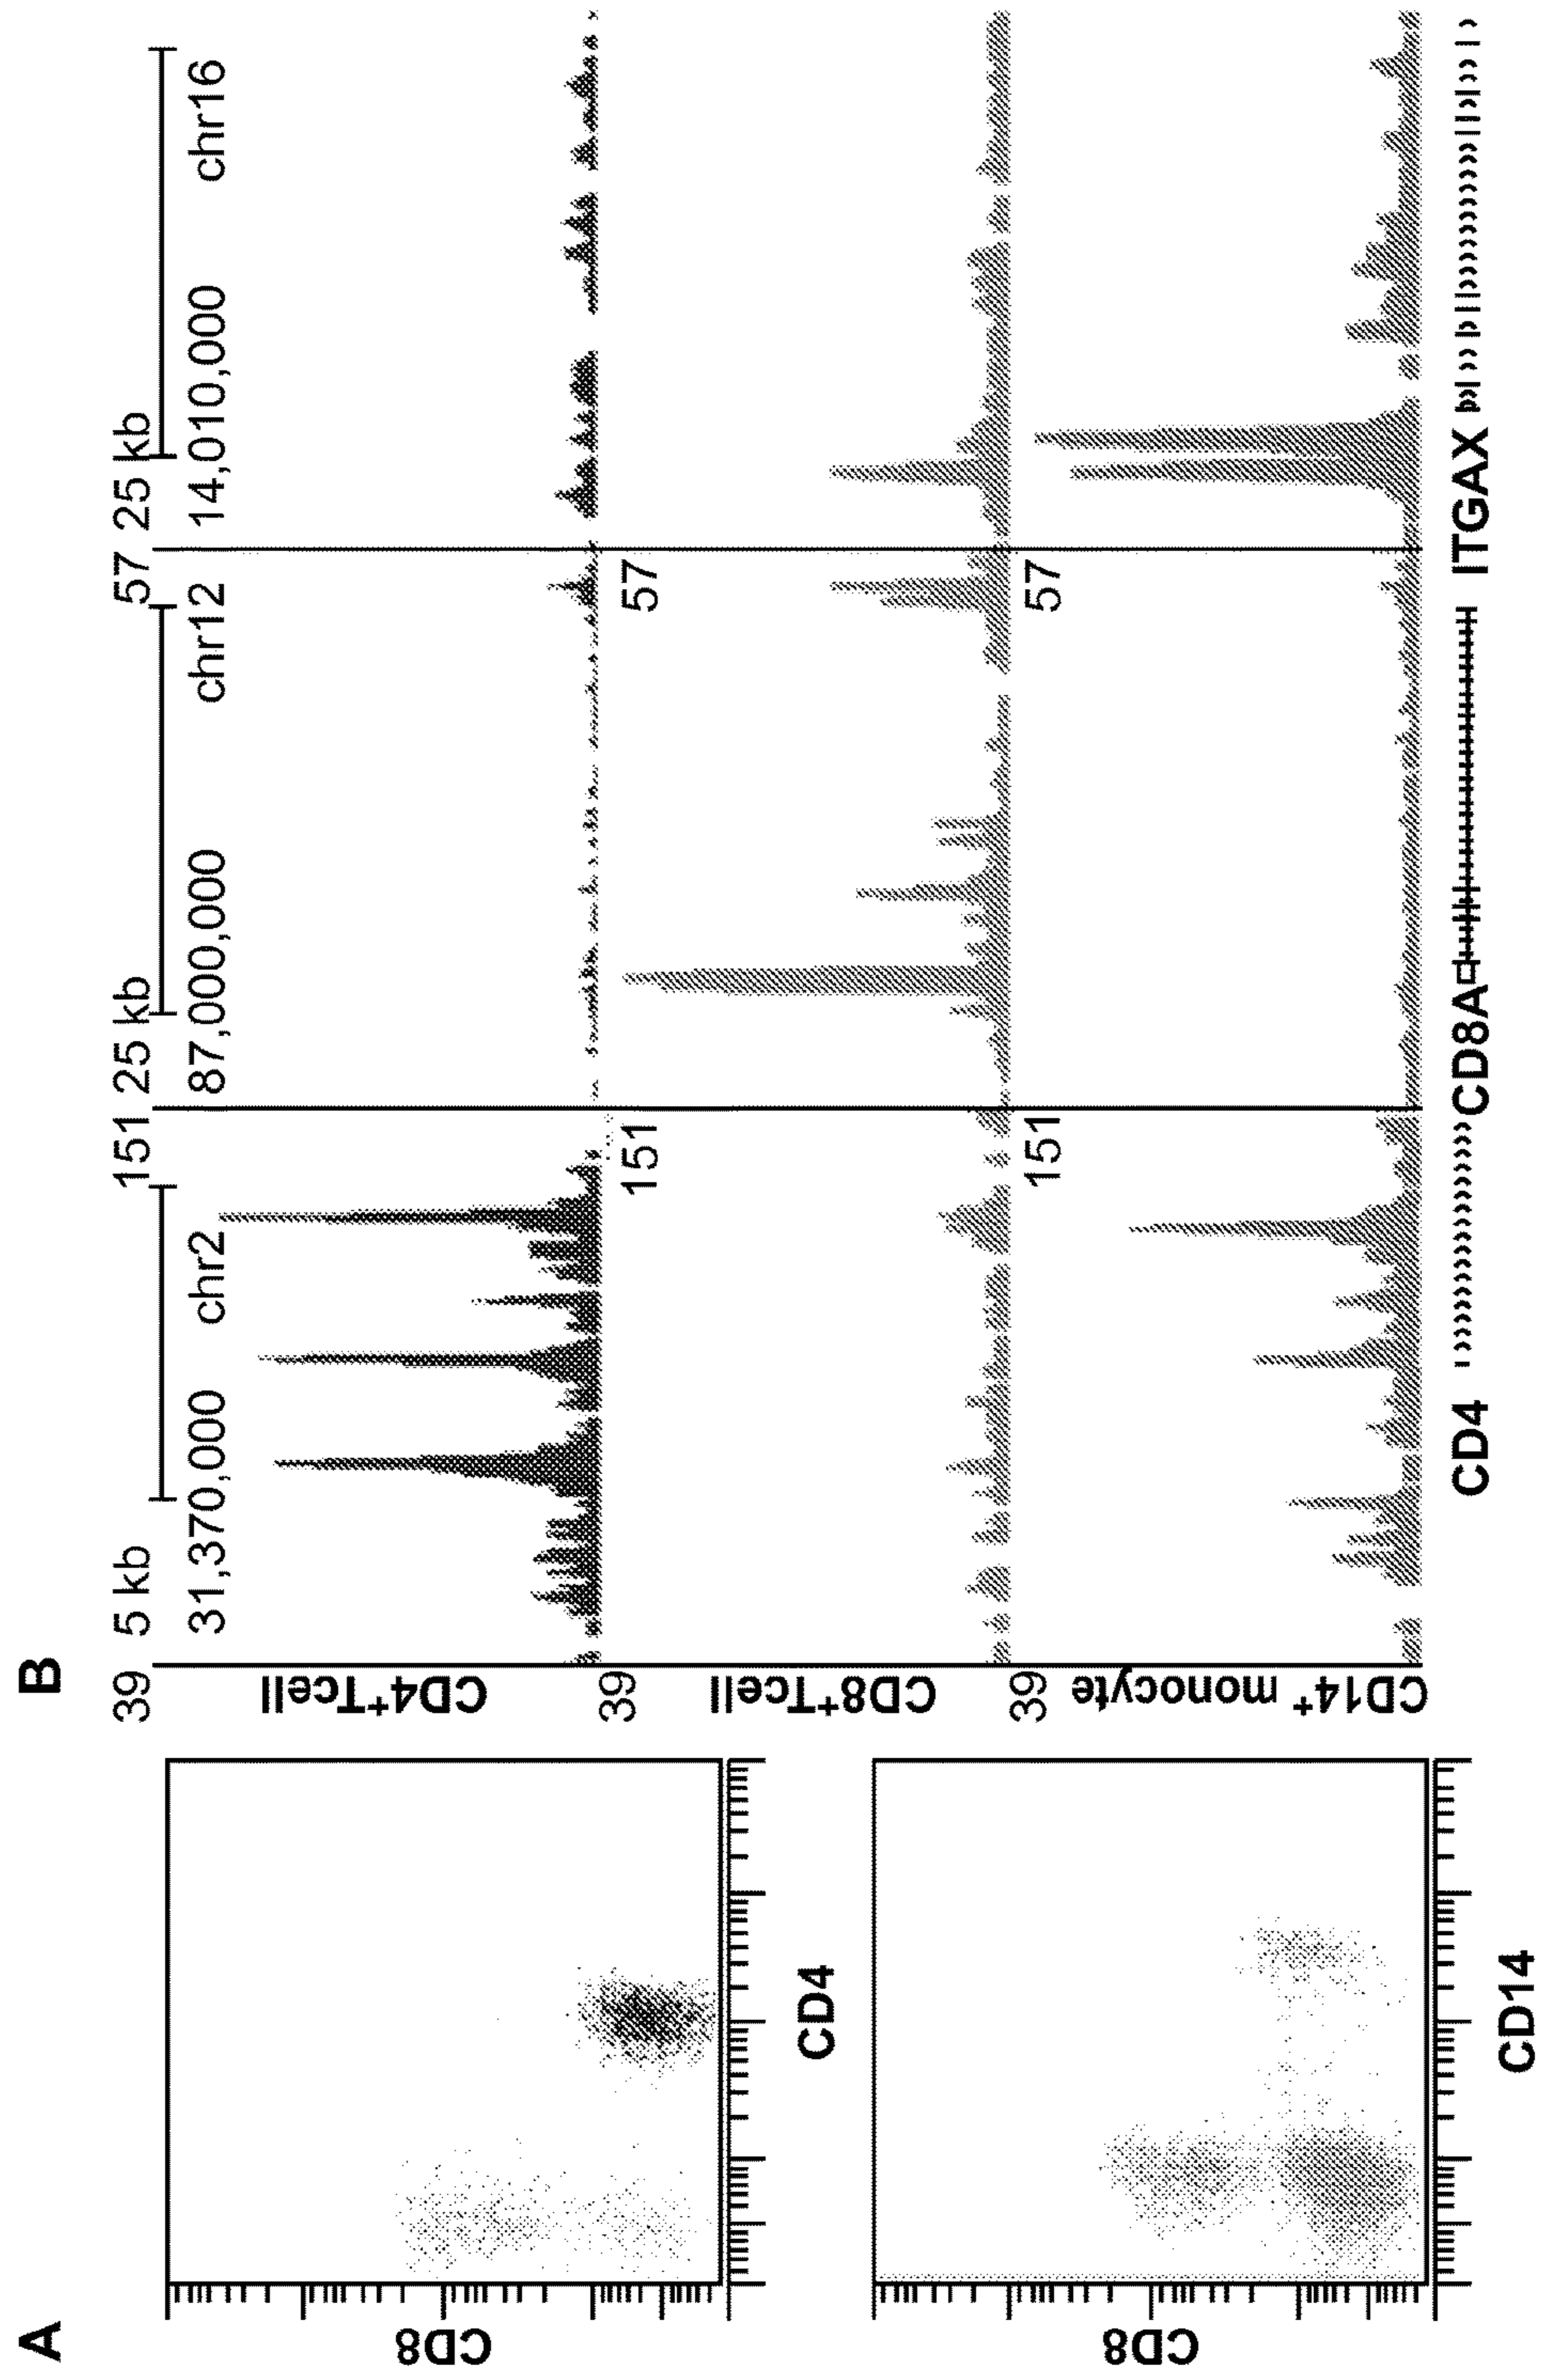 A
CD8
CD4
CD8
CD14
B
39 5 kb 151 25 kb 57 25 kb
31,370,000 chr2 87,000,000 chr12 14,010,000 chr16
CD4+Tcell
39 151 57
CD8+Tcell
39 151 57
CD14+ monocyte
CD4 CD8A ITGAX